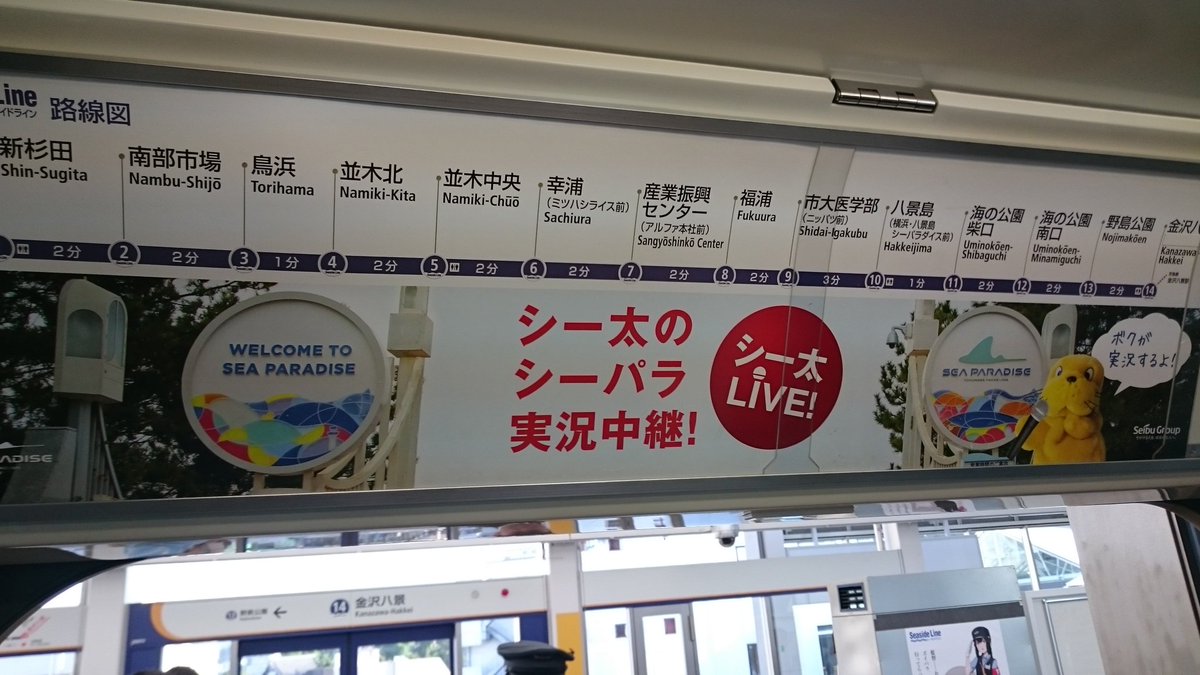 Line
イドライン
路線図
新杉田
Shin-Sugita
南部市場
Nambu-Shijō
鳥浜
Torihama
並木北
Namiki-Kita
並木中央
Namiki-Chūō
幸浦
(ミツハシライス前)
Sachiura
産業振興
センター
(アルファ本社前)
Sangyōshinkō Center
福浦
Fukuura
市大医学部
(ニッパツ前)
Shidai-Igakubu
八景島
(横浜・八景島
シーパラダイス前)
Hakkeijima
海の公園
柴口
Uminokōen-
Shibaguchi
海の公園
南口
Uminokōen-
Minamiguchi
野島公園
Nojimakōen
金沢八
Kanazawa-
Hakkei
2分 2 2分 3 1分 4 2分 5 2分 6 2分 7 2分 8 2分 9 3分 10 1分 11 2分 12 2分 13 2分 14
WELCOME TO
SEA PARADISE
シー太の
シーパラ
実況中継!
シー太
LIVE!
SEA PARADISE
ボクが
実況するよ!
Seibu Group
PARADISE
野島公園 ←
14 金沢八景
Kanazawa-Hakkei
Seaside Line